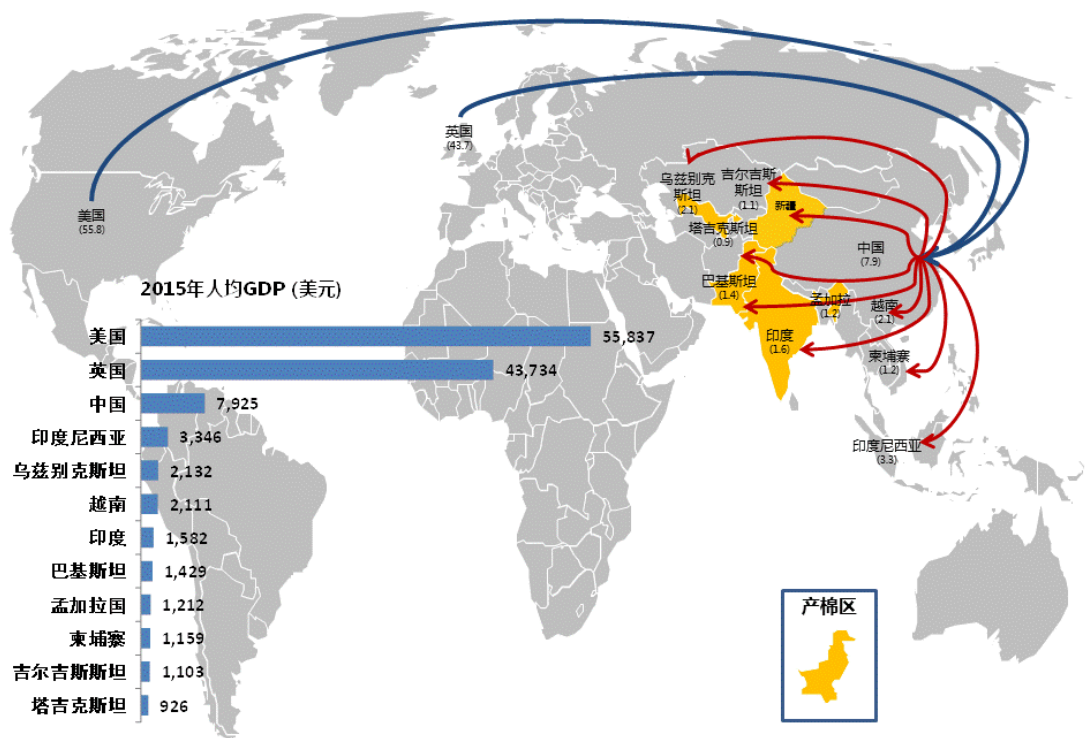 英国
(43.7)
美国
(55.8)
乌兹别克
斯坦
(2.1)
吉尔吉斯
斯坦
(1.1)
新疆
塔吉克斯坦
(0.9)
中国
(7.9)
巴基斯坦
(1.4)
孟加拉
(1.2)
越南
(2.1)
印度
(1.6)
柬埔寨
(1.2)
印度尼西亚
(3.3)
2015年人均GDP (美元)
美国 55,837
英国 43,734
中国 7,925
印度尼西亚 3,346
乌兹别克斯坦 2,132
越南 2,111
印度 1,582
巴基斯坦 1,429
孟加拉国 1,212
柬埔寨 1,159
吉尔吉斯斯坦 1,103
塔吉克斯坦 926
产棉区